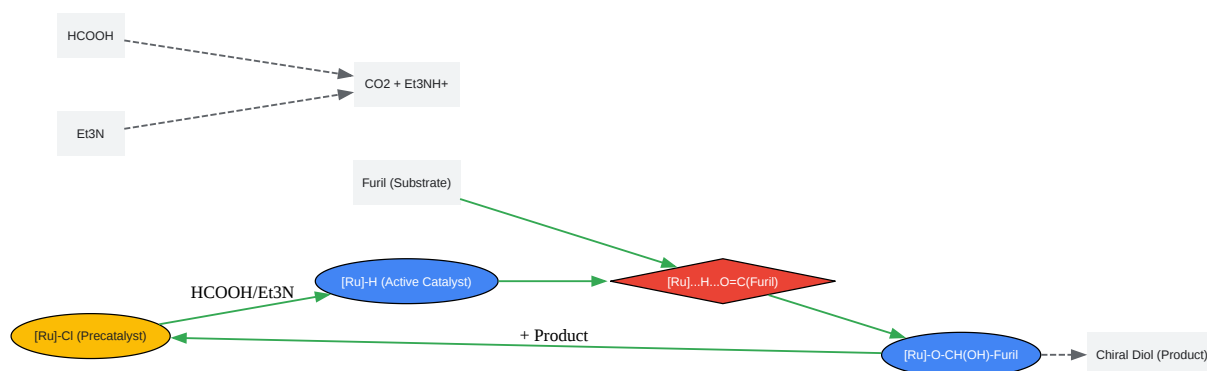 HCOOH
CO2 + Et3NH+
Et3N
Furil (Substrate)
[Ru]-H (Active Catalyst)
[Ru]...H...O=C(Furil)
HCOOH/Et3N
[Ru]-Cl (Precatalyst)
+ Product
[Ru]-O-CH(OH)-Furil
Chiral Diol (Product)